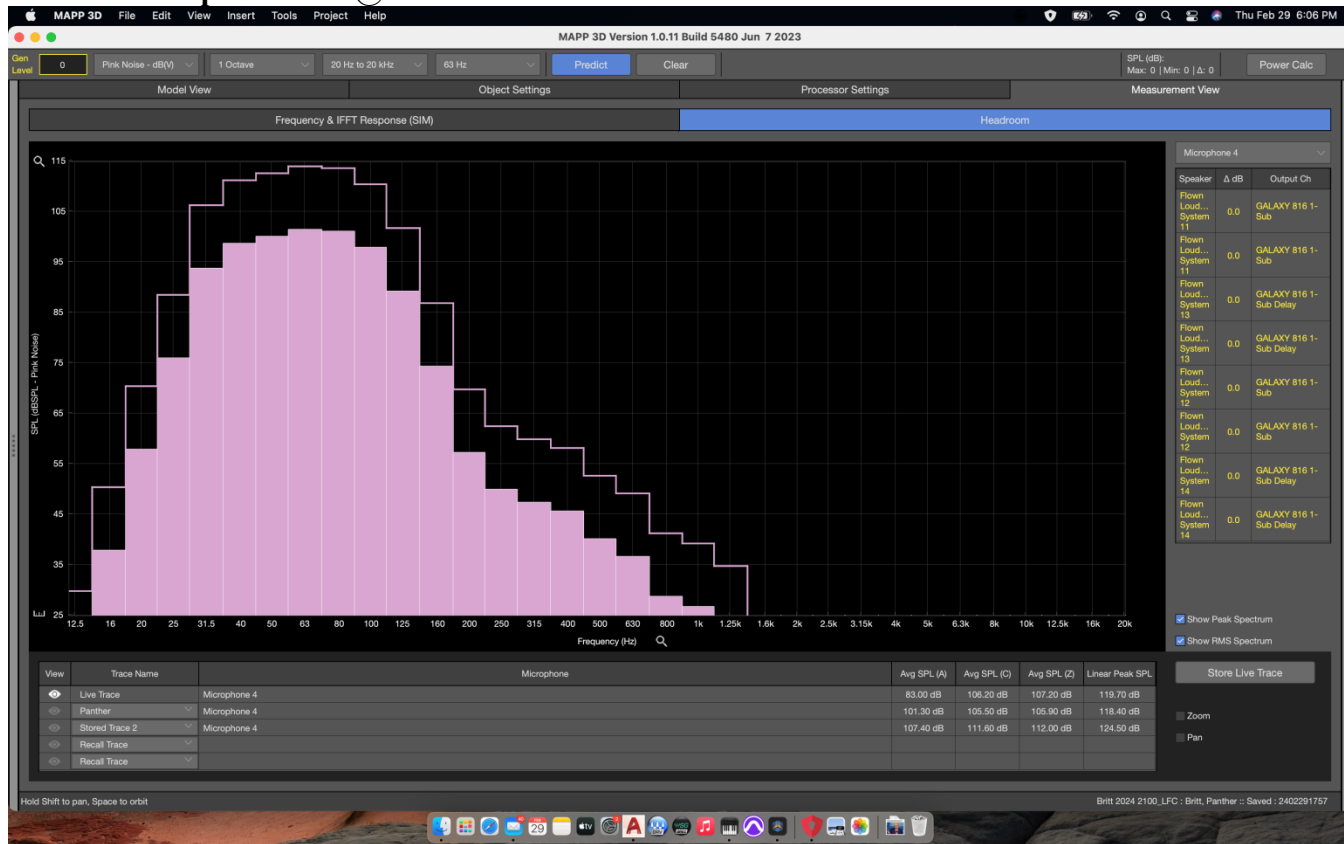 MAPP 3D File Edit View Insert Tools Project Help Thu Feb 29 6:06 PM
MAPP 3D Version 1.0.11 Build 5480 Jun 7 2023
Gen Level 0 Pink Noise - dB(V) 1 Octave 20 Hz to 20 kHz 63 Hz Predict Clear SPL (dB): Max: 0 | Min: 0 | Δ: 0 Power Calc
Model View Object Settings Processor Settings Measurement View
Frequency & IFFT Response (SIM) Headroom
115
105
95
85
75
65
55
45
35
25
SPL (dBSPL - Pink Noise)
12.5 16 20 25 31.5 40 50 63 80 100 125 160 200 250 315 400 500 630 800 1k 1.25k 1.6k 2k 2.5k 3.15k 4k 5k 6.3k 8k 10k 12.5k 16k 20k
Frequency (Hz)
Microphone 4
Speaker Δ dB Output Ch
Flown Loud... System 11 0.0 GALAXY 816 1-Sub
Flown Loud... System 11 0.0 GALAXY 816 1-Sub
Flown Loud... System 13 0.0 GALAXY 816 1-Sub Delay
Flown Loud... System 13 0.0 GALAXY 816 1-Sub Delay
Flown Loud... System 12 0.0 GALAXY 816 1-Sub
Flown Loud... System 12 0.0 GALAXY 816 1-Sub
Flown Loud... System 14 0.0 GALAXY 816 1-Sub Delay
Flown Loud... System 14 0.0 GALAXY 816 1-Sub Delay
Show Peak Spectrum
Show RMS Spectrum
View Trace Name Microphone Avg SPL (A) Avg SPL (C) Avg SPL (Z) Linear Peak SPL
Live Trace Microphone 4 83.00 dB 106.20 dB 107.20 dB 119.70 dB
Panther Microphone 4 101.30 dB 105.50 dB 105.90 dB 118.40 dB
Stored Trace 2 Microphone 4 107.40 dB 111.60 dB 112.00 dB 124.50 dB
Recall Trace
Recall Trace
Store Live Trace
Zoom
Pan
Hold Shift to pan, Space to orbit Britt 2024 2100_LFC : Britt, Panther :: Saved : 2402291757
29